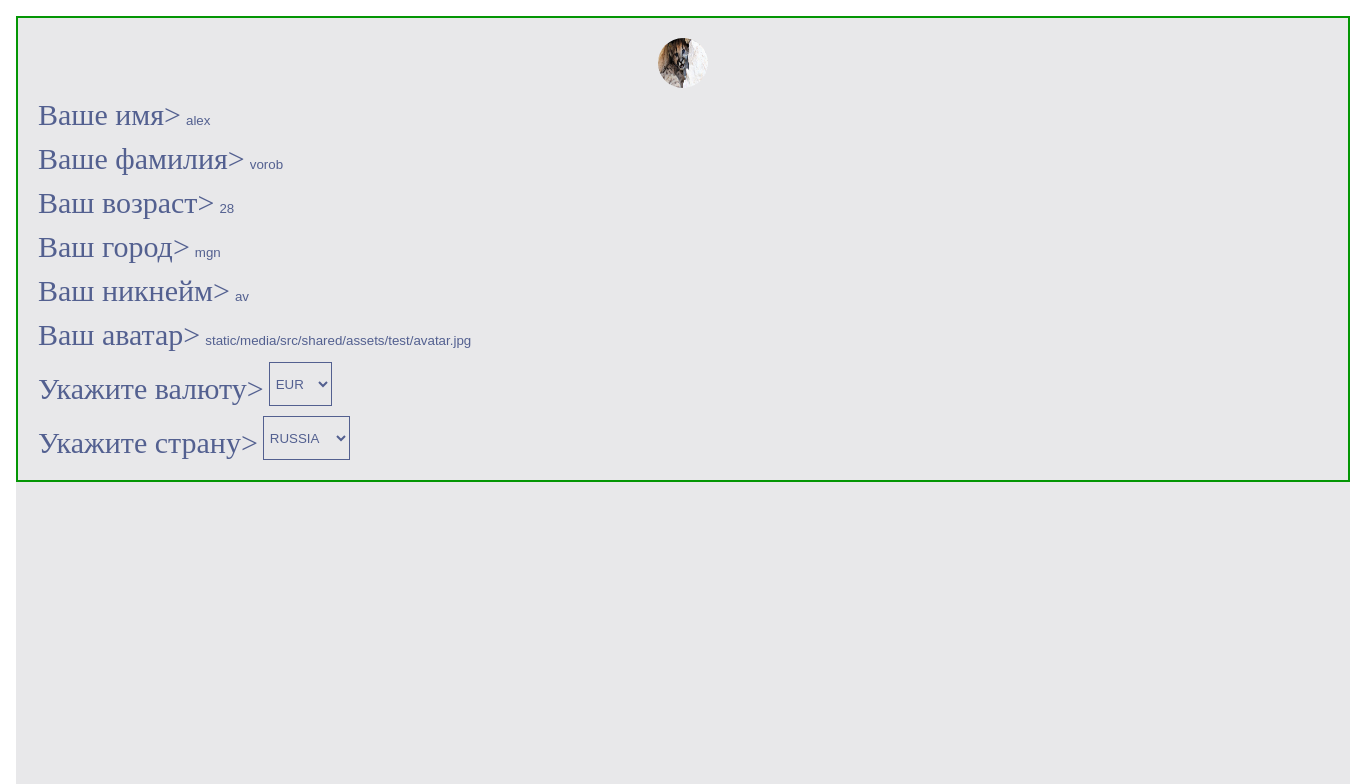 Ваше имя> alex
Ваше фамилия> vorob
Ваш возраст> 28
Ваш город> mgn
Ваш никнейм> av
Ваш аватар> static/media/src/shared/assets/test/avatar.jpg
Укажите валюту> EUR
Укажите страну> RUSSIA